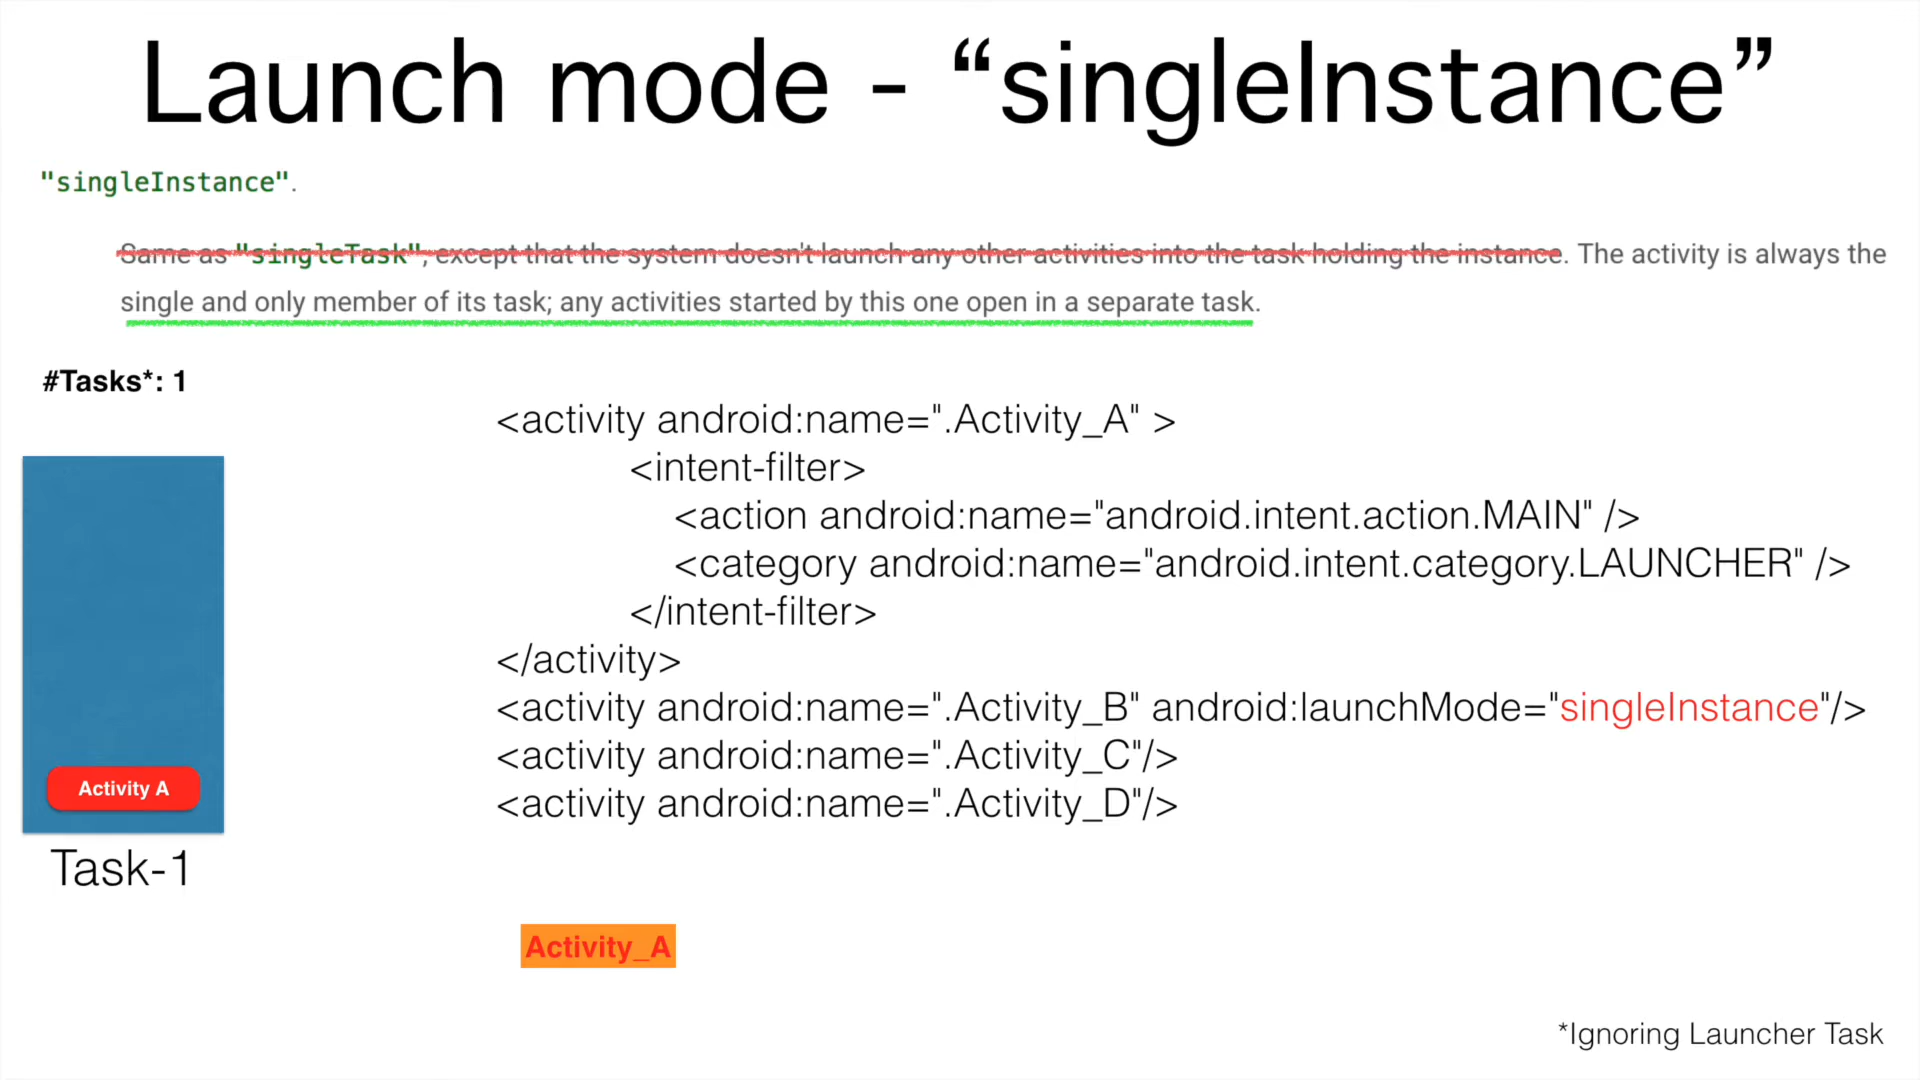 Launch mode - “singleInstance”
"singleInstance".
Same as "singleTask", except that the system doesn't launch any other activities into the task holding the instance. The activity is always the
single and only member of its task; any activities started by this one open in a separate task.
#Tasks*: 1
<activity android:name=".Activity_A" >
<intent-filter>
<action android:name="android.intent.action.MAIN" />
<category android:name="android.intent.category.LAUNCHER" />
</intent-filter>
</activity>
<activity android:name=".Activity_B" android:launchMode="singleInstance"/>
<activity android:name=".Activity_C"/>
<activity android:name=".Activity_D"/>
Activity A
Task-1
Activity_A
*Ignoring Launcher Task